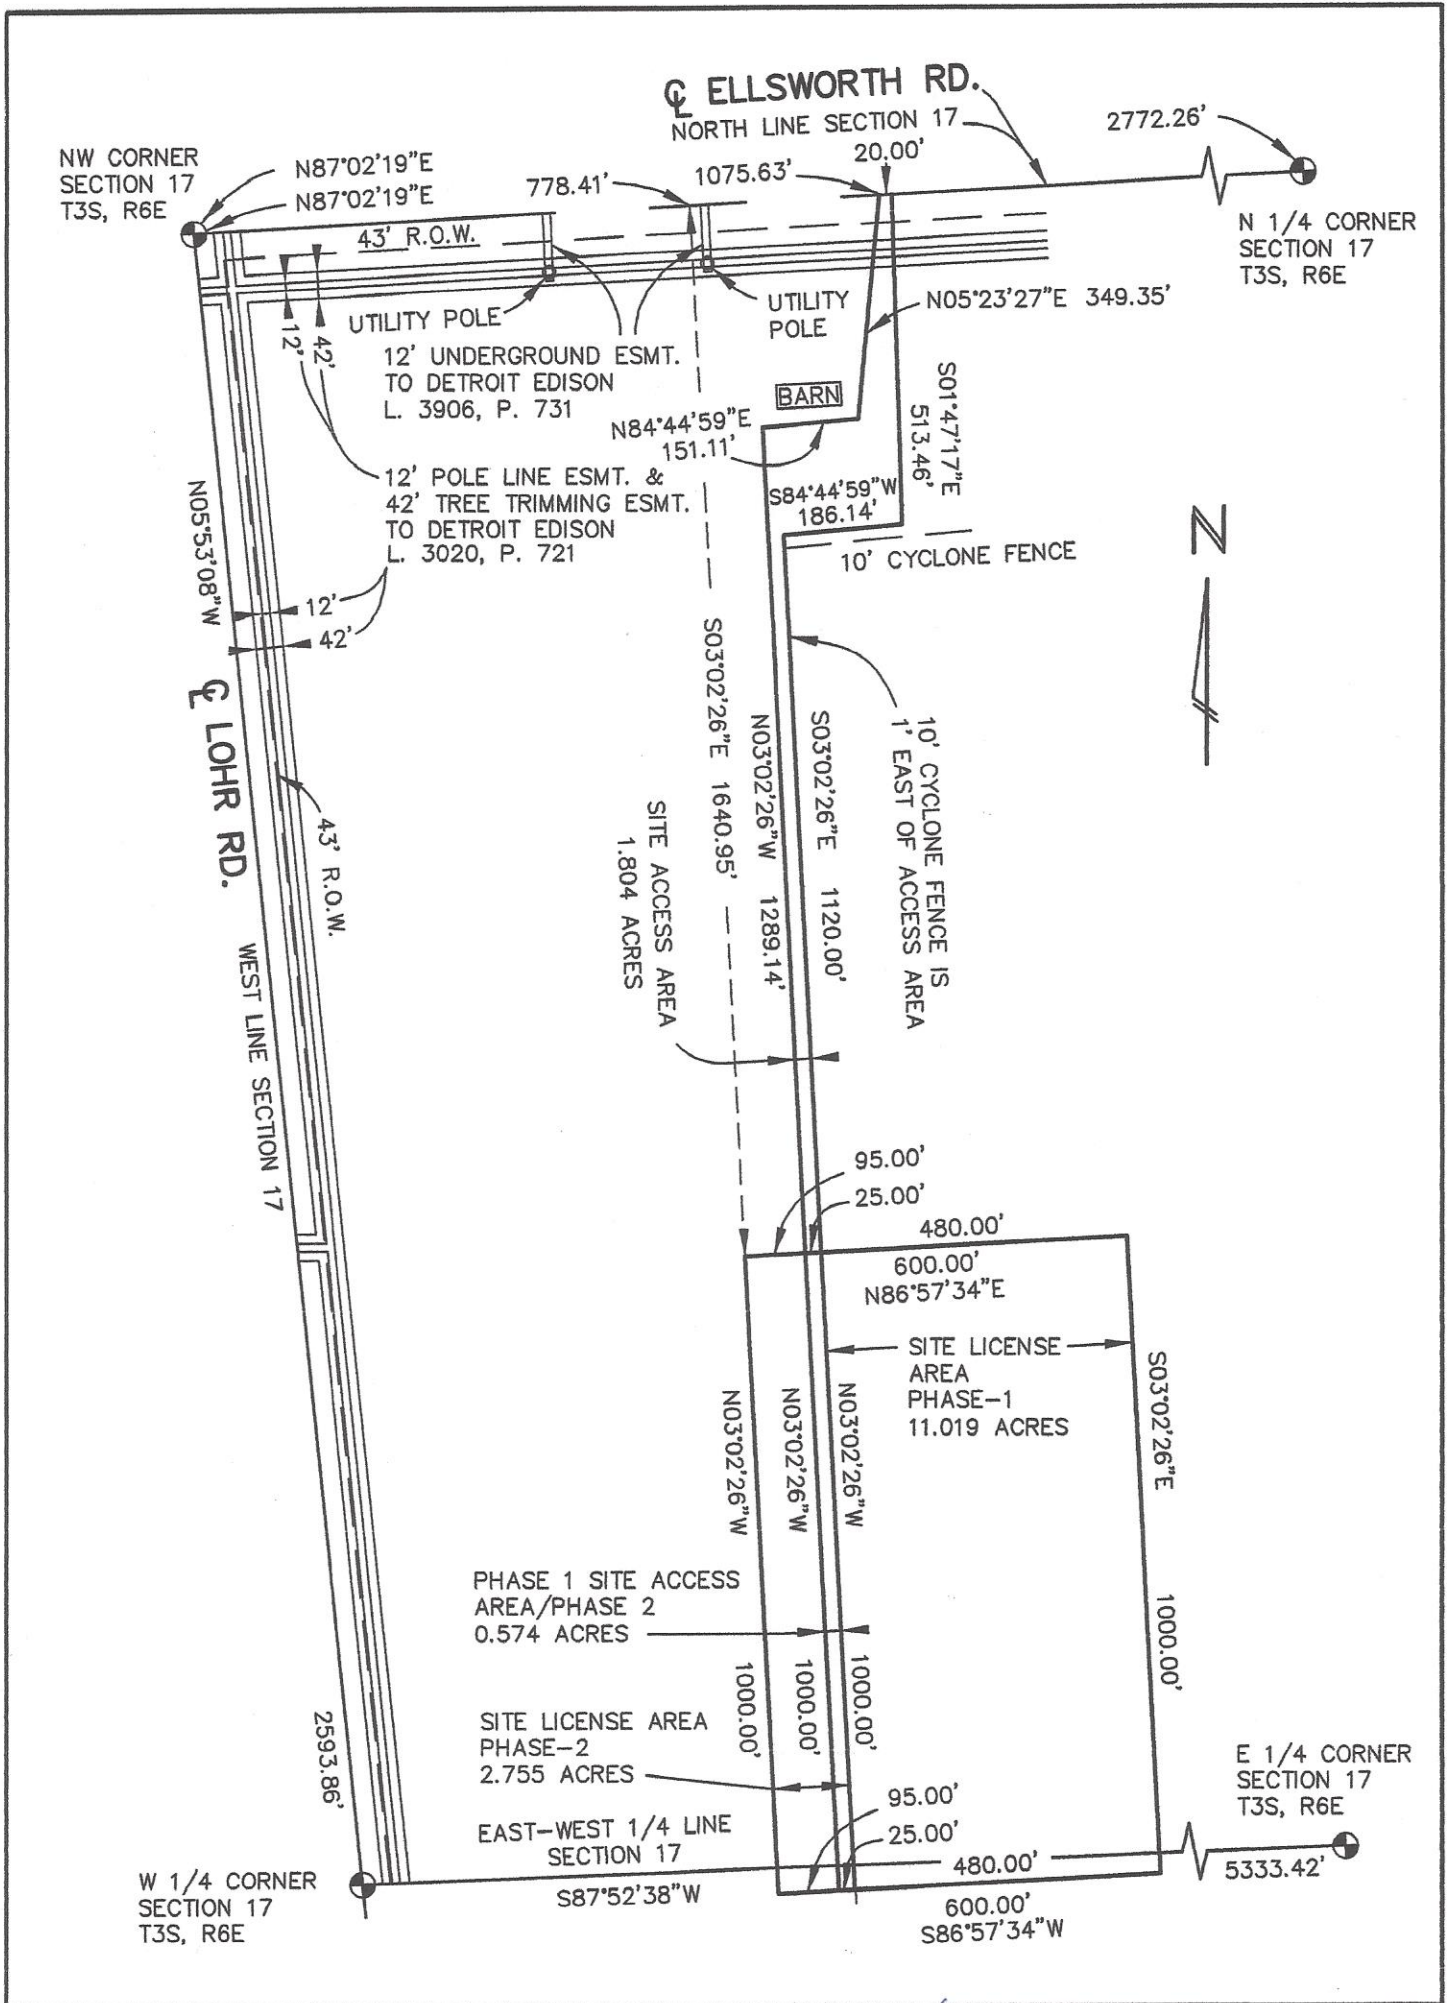 ℄ ELLSWORTH RD.
NORTH LINE SECTION 17
2772.26'
20.00'
1075.63'
778.41'
NW CORNER
SECTION 17
T3S, R6E
N87°02'19"E
N87°02'19"E
43' R.O.W.
N 1/4 CORNER
SECTION 17
T3S, R6E
UTILITY POLE
UTILITY
POLE
N05°23'27"E 349.35'
12'
42'
12' UNDERGROUND ESMT.
TO DETROIT EDISON
L. 3906, P. 731
BARN
N84°44'59"E
151.11'
S01°47'17"E
513.46'
12' POLE LINE ESMT. &
42' TREE TRIMMING ESMT.
TO DETROIT EDISON
L. 3020, P. 721
S84°44'59"W
186.14'
10' CYCLONE FENCE
N
N05°53'08"W
12'
42'
℄ LOHR RD.
WEST LINE SECTION 17
43' R.O.W.
S03°02'26"E 1640.95'
N03°02'26"W 1289.14'
S03°02'26"E 1120.00'
10' CYCLONE FENCE IS
1' EAST OF ACCESS AREA
SITE ACCESS AREA
1.804 ACRES
95.00'
25.00'
480.00'
600.00'
N86°57'34"E
SITE LICENSE
AREA
PHASE-1
11.019 ACRES
S03°02'26"E 1000.00'
N03°02'26"W 1000.00'
N03°02'26"W 1000.00'
N03°02'26"W 1000.00'
PHASE 1 SITE ACCESS
AREA/PHASE 2
0.574 ACRES
SITE LICENSE AREA
PHASE-2
2.755 ACRES
2593.86'
EAST-WEST 1/4 LINE
SECTION 17
E 1/4 CORNER
SECTION 17
T3S, R6E
95.00'
25.00'
480.00'
5333.42'
W 1/4 CORNER
SECTION 17
T3S, R6E
S87°52'38"W
600.00'
S86°57'34"W